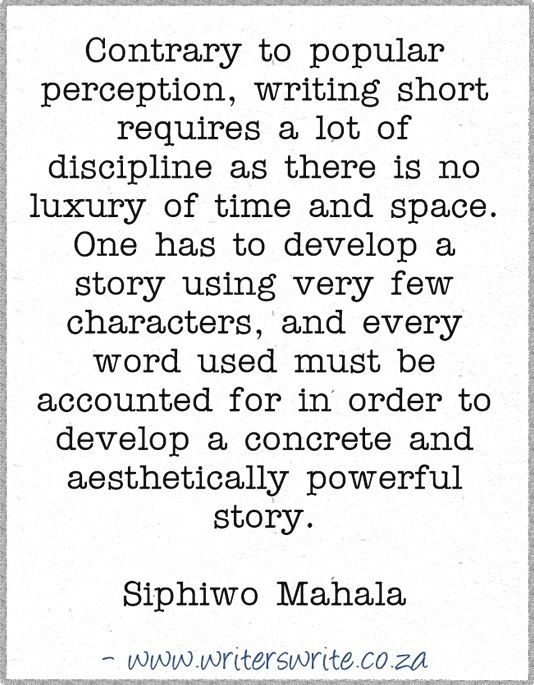 Contrary to popular
perception, writing short
requires a lot of
discipline as there is no
luxury of time and space.
One has to develop a
story using very few
characters, and every
word used must be
accounted for in order to
develop a concrete and
aesthetically powerful
story.
Siphiwo Mahala
- www.writerswrite.co.za